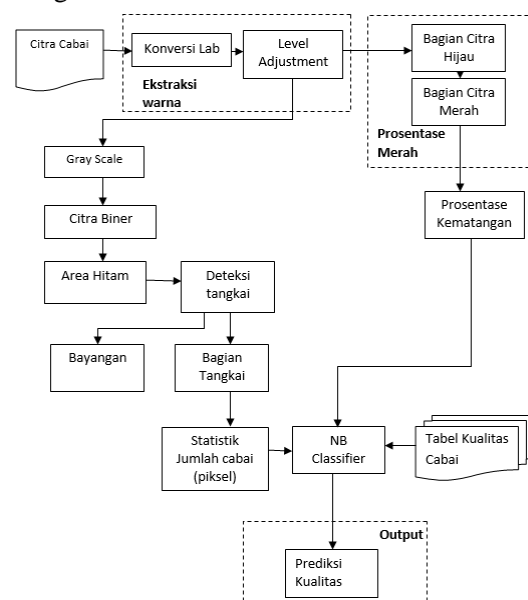 Citra Cabai
Konversi Lab
Level
Adjustment
Ekstraksi
warna
Bagian Citra
Hijau
Bagian Citra
Merah
Prosentase
Merah
Gray Scale
Prosentase
Kematangan
Citra Biner
Area Hitam
Deteksi
tangkai
Bayangan
Bagian
Tangkai
Statistik
Jumlah cabai
(piksel)
NB
Classifier
Tabel Kualitas
Cabai
Output
Prediksi
Kualitas